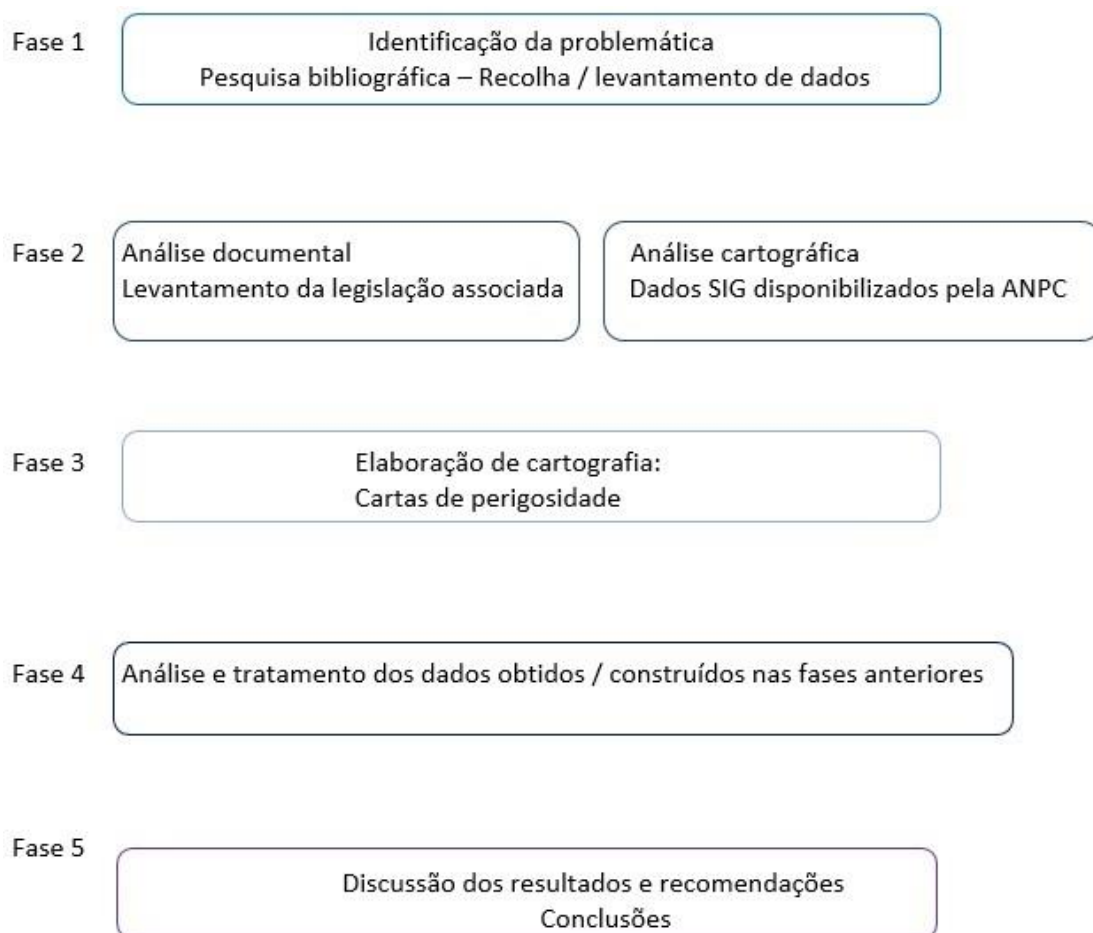 Fase 1
Identificação da problemática
Pesquisa bibliográfica – Recolha / levantamento de dados
Fase 2
Análise documental
Levantamento da legislação associada
Análise cartográfica
Dados SIG disponibilizados pela ANPC
Fase 3
Elaboração de cartografia:
Cartas de perigosidade
Fase 4
Análise e tratamento dos dados obtidos / construídos nas fases anteriores
Fase 5
Discussão dos resultados e recomendações
Conclusões